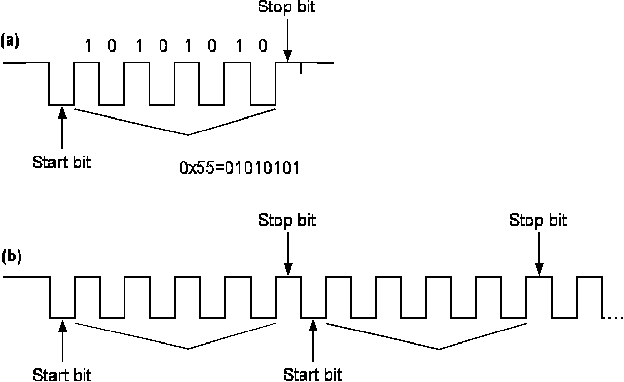 Stop bit
(a)
1 0 1 0 1 0 1 0
Start bit
0x55=01010101
Stop bit Stop bit
(b)
Start bit Start bit